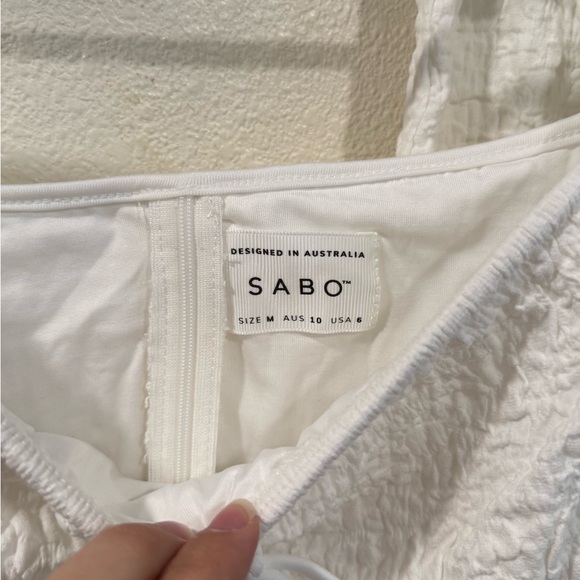 DESIGNED IN AUSTRALIA
SABO™
SIZE M AUS 10 USA 6